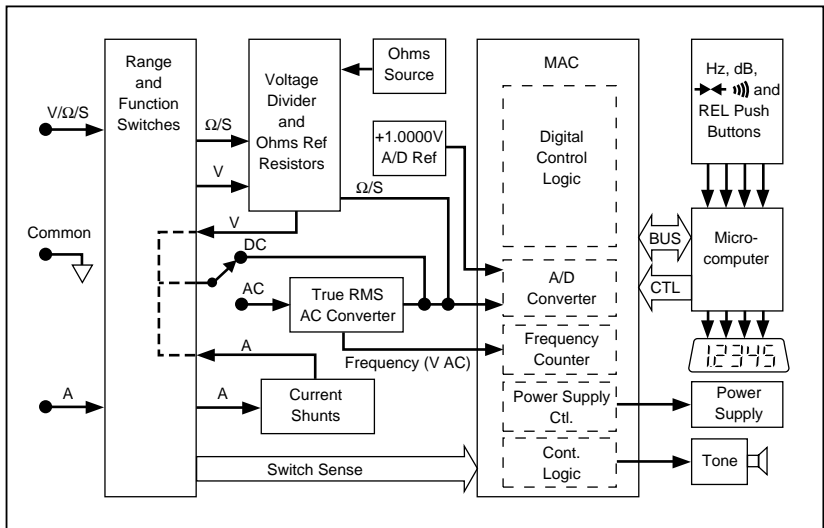 Range
and
Function
Switches
Voltage
Divider
and
Ohms Ref
Resistors
Ohms
Source
MAC
Hz, dB,
and
REL Push
Buttons
V/Ω/S
Ω/S
+1.0000V
A/D Ref
Digital
Control
Logic
V
Ω/S
V
Common
DC
BUS
Micro-
computer
AC
True RMS
AC Converter
A/D
Converter
CTL
A
Frequency (V AC)
Frequency
Counter
1.2345
A
A
Current
Shunts
Power Supply
Ctl.
Power
Supply
Switch Sense
Cont.
Logic
Tone